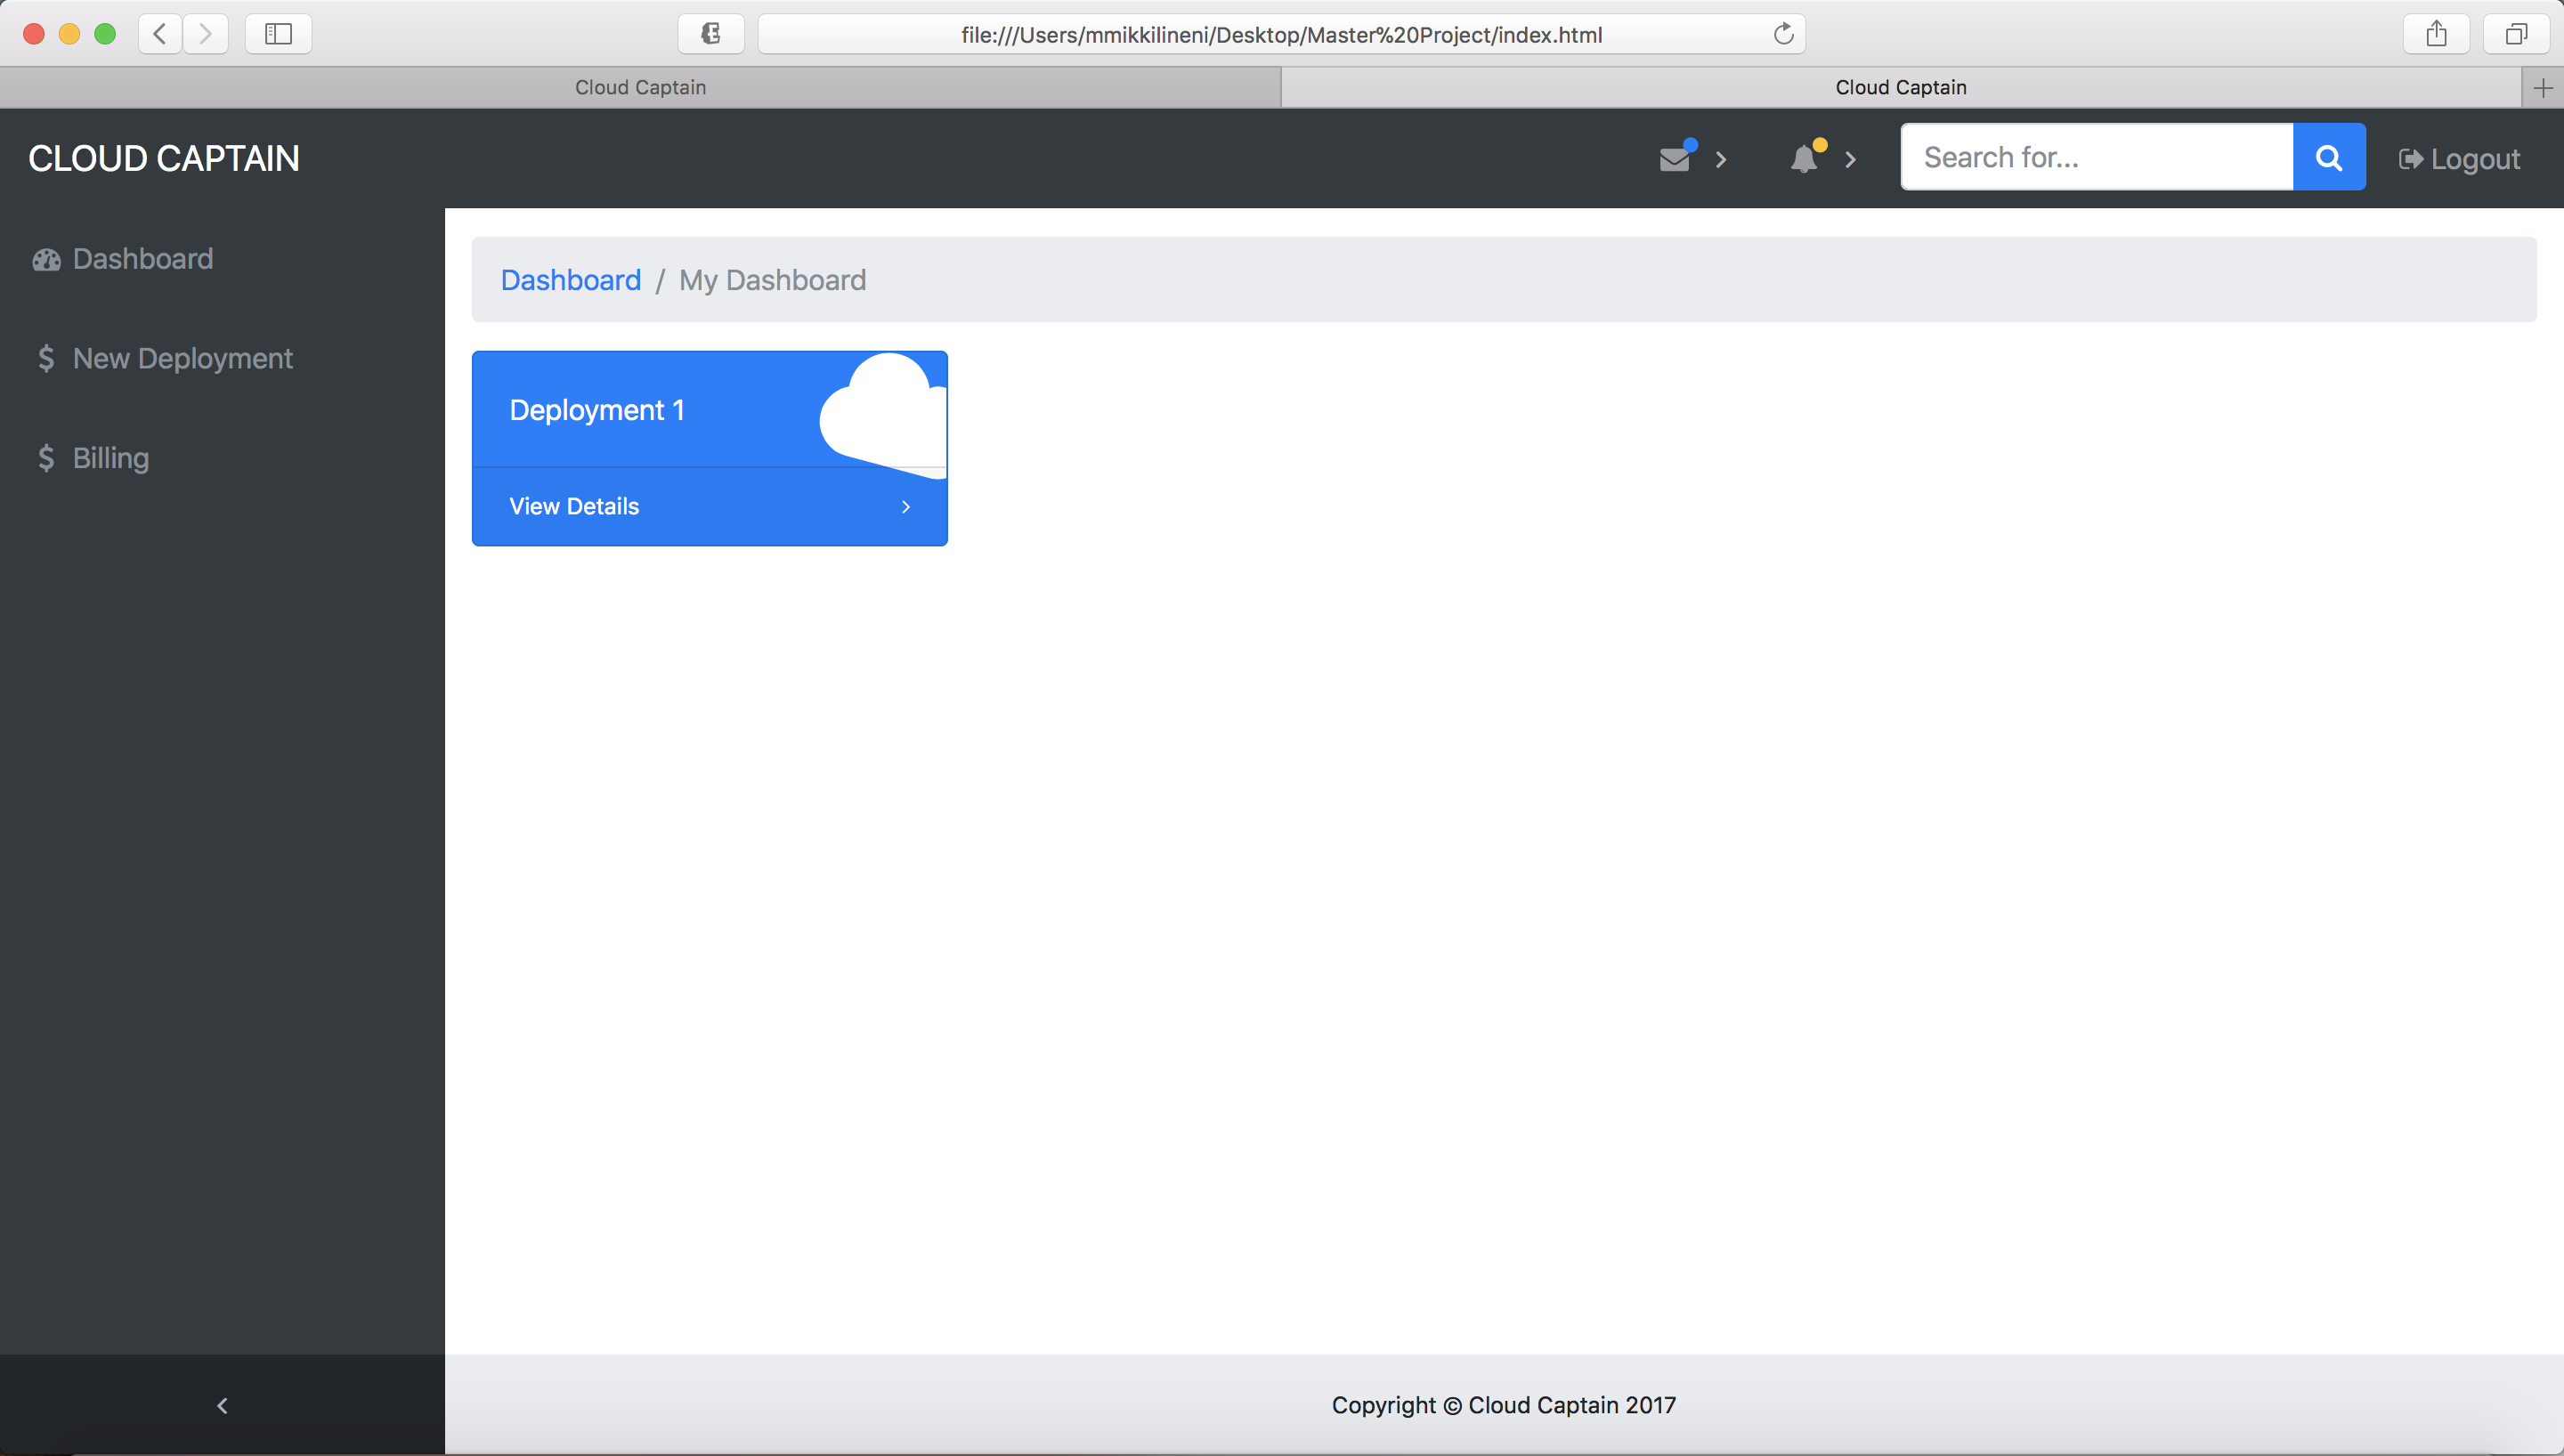 file:///Users/mmikkilineni/Desktop/Master%20Project/index.html
Cloud Captain
Cloud Captain
CLOUD CAPTAIN
Search for...
Logout
Dashboard
New Deployment
Billing
Dashboard / My Dashboard
Deployment 1
View Details
Copyright © Cloud Captain 2017